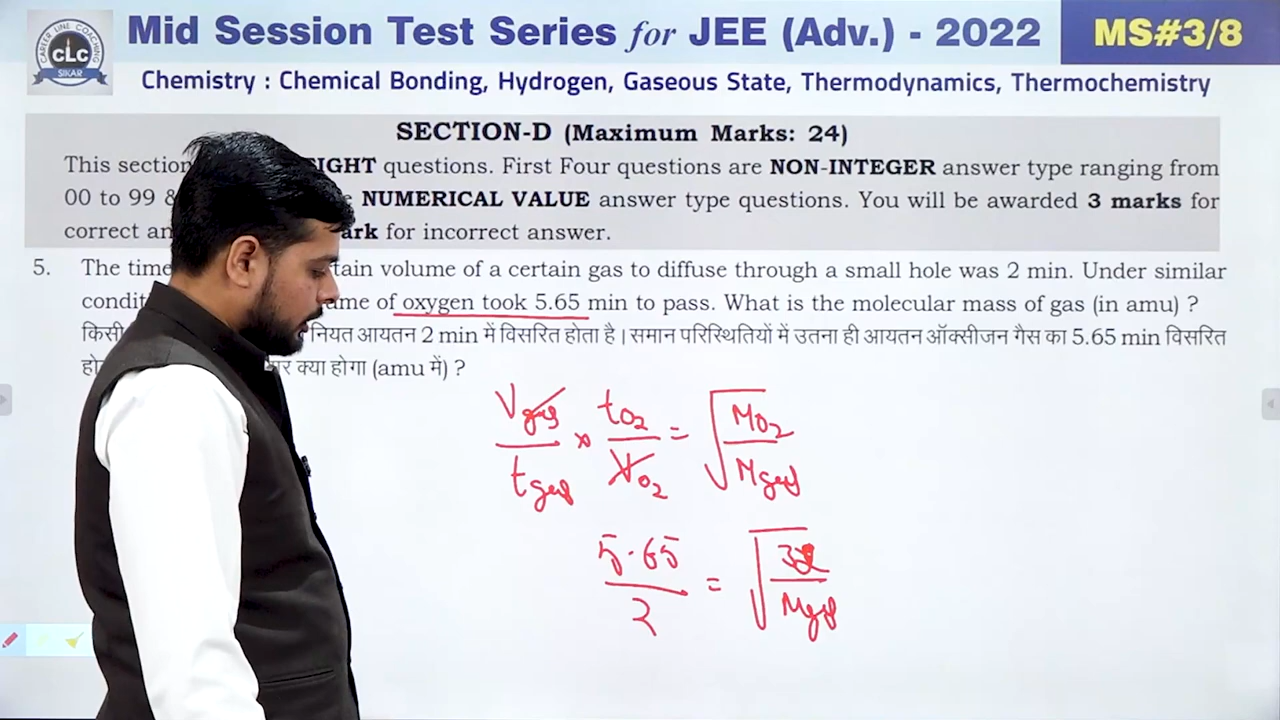 CAREER LINE COACHING
CLC
SIKAR
Mid Session Test Series for JEE (Adv.) - 2022
MS#3/8
Chemistry : Chemical Bonding, Hydrogen, Gaseous State, Thermodynamics, Thermochemistry
SECTION-D (Maximum Marks: 24)
This section IGHT questions. First Four questions are NON-INTEGER answer type ranging from
00 to 99 & NUMERICAL VALUE answer type questions. You will be awarded 3 marks for
correct an ark for incorrect answer.
5. The time tain volume of a certain gas to diffuse through a small hole was 2 min. Under similar
condit me of oxygen took 5.65 min to pass. What is the molecular mass of gas (in amu) ?
किसी नियत आयतन 2 min में विसरित होता है। समान परिस्थितियों में उतना ही आयतन ऑक्सीजन गैस का 5.65 min विसरित
हो क्या होगा (amu में) ?
Vgas/tgas × tO2/VO2 = √(MO2/Mgas)
5.65/2 = √(32/Mgas)